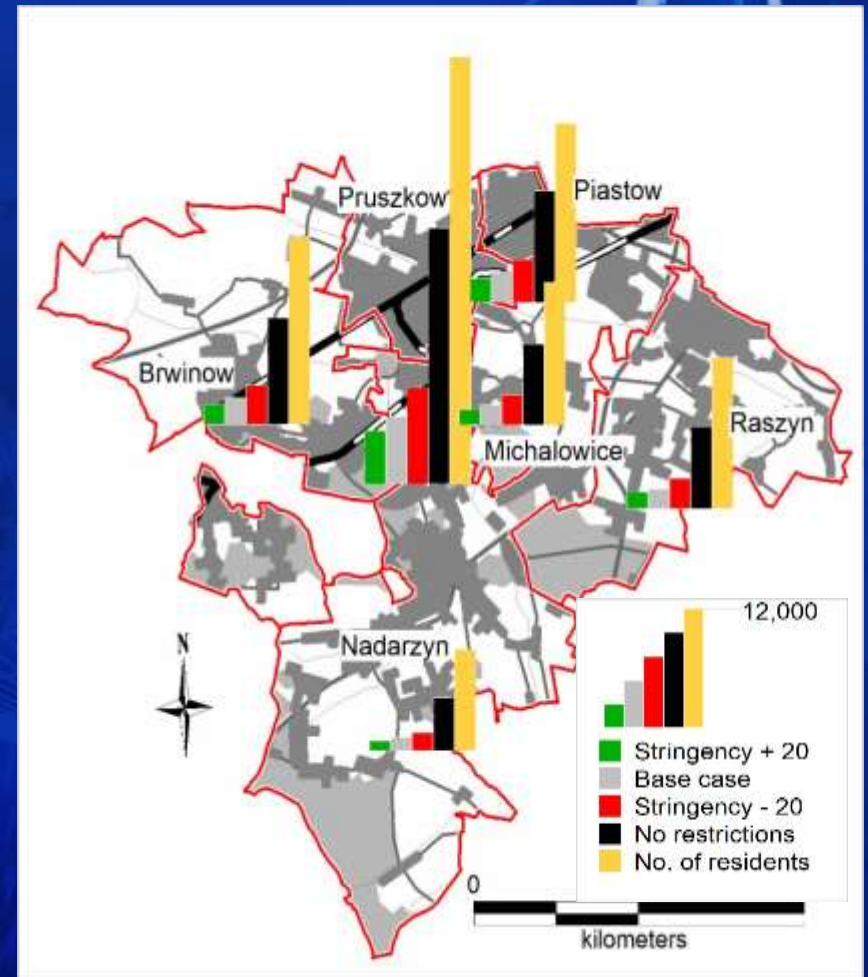 Pruszkow
Piastow
Brwinow
Raszyn
Michalowice
Nadarzyn
N
12,000
Stringency + 20
Base case
Stringency - 20
No restrictions
No. of residents
0
kilometers